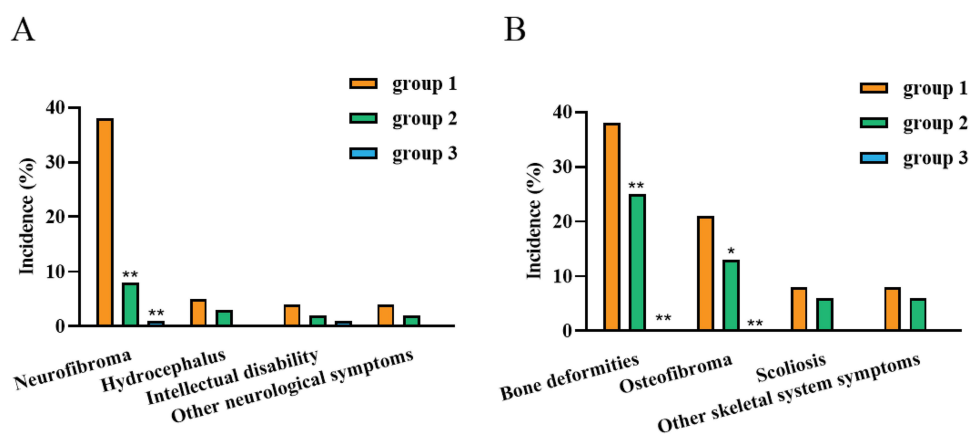 A
group 1
group 2
group 3
Incidence (%)
40
30
20
10
0
**
**
Neurofibroma
Hydrocephalus
Intellectual disability
Other neurological symptoms
B
group 1
group 2
group 3
Incidence (%)
40
30
20
10
0
**
**
*
**
Bone deformities
Osteofibroma
Scoliosis
Other skeletal system symptoms